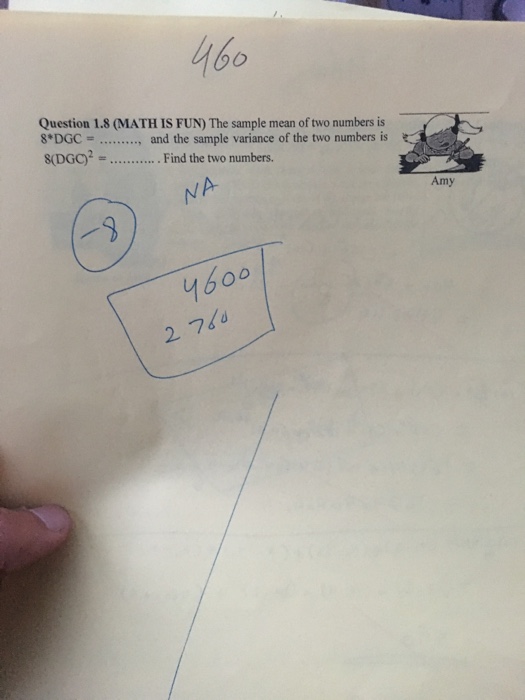 460
Question 1.8 (MATH IS FUN) The sample mean of two numbers is
8*DGC = ........., and the sample variance of the two numbers is
8(DGC)² = ........... . Find the two numbers.
Amy
NA
-8
4600
2760